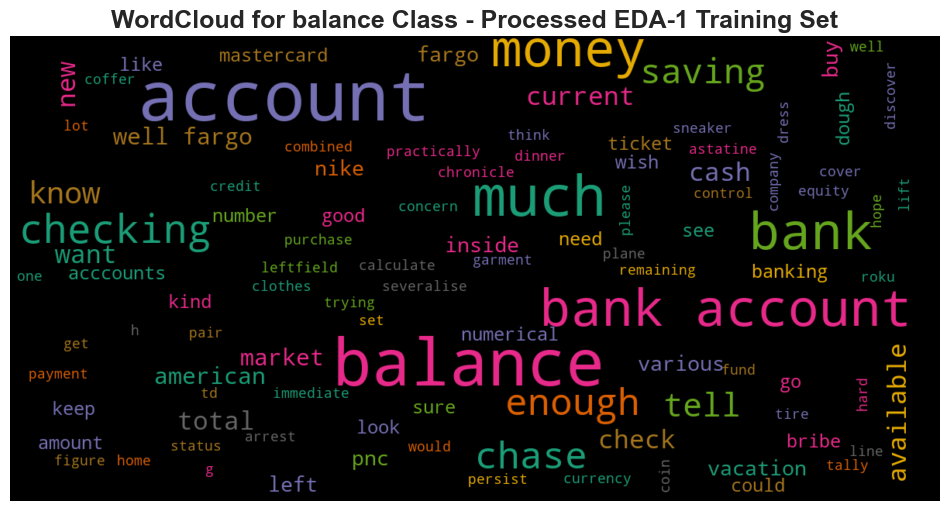 WordCloud for balance Class - Processed EDA-1 Training Set
well
mastercard
fargo
money
like
buy
coffer
saving
new
account
current
discover
dough
lot
well fargo
think
sneaker
dress
combined
ticket
practically
dinner
astatine
nike
chronicle
wish
cash
company
cover
know
credit
much
control
equity
lift
number
good
concern
please
hope
checking
purchase
inside
need
see
bank
want
plane
acccounts
leftfield
calculate
garment
remaining
banking
one
clothes
severalise
roku
kind
trying
bank account
set
h
pair
numerical
get
market
balance
various
fund
payment
american
td
immediate
go
hard
available
keep
total
sure
enough
tell
tire
amount
status
arrest
look
would
check
bribe
line
figure
home
g
pnc
chase
persist
currency
coin
vacation
tally
left
could